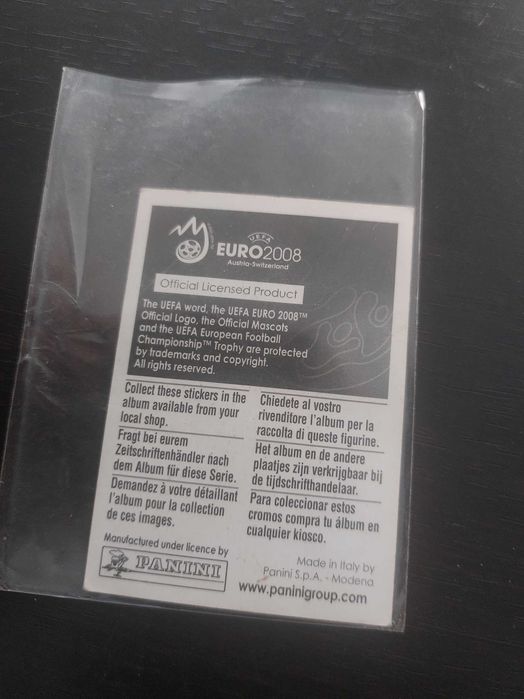 UEFA
EURO2008
Austria-Switzerland
Official Licensed Product
The UEFA word, the UEFA EURO 2008™
Official Logo, the Official Mascots
and the UEFA European Football
Championship™ Trophy are protected
by trademarks and copyright.
All rights reserved.
Collect these stickers in the
album available from your
local shop.
Fragt bei eurem
Zeitschriftenhändler nach
dem Album für diese Serie.
Demandez à votre détaillant
l'album pour la collection
de ces images.
Chiedete al vostro
rivenditore l'album per la
raccolta di queste figurine.
Het album en de andere
plaatjes zijn verkrijgbaar bij
de tijdschrifthandelaar.
Para coleccionar estos
cromos compra tu álbum en
cualquier kiosco.
Manufactured under licence by
PANINI
Made in Italy by
Panini S.p.A. - Modena
www.paninigroup.com